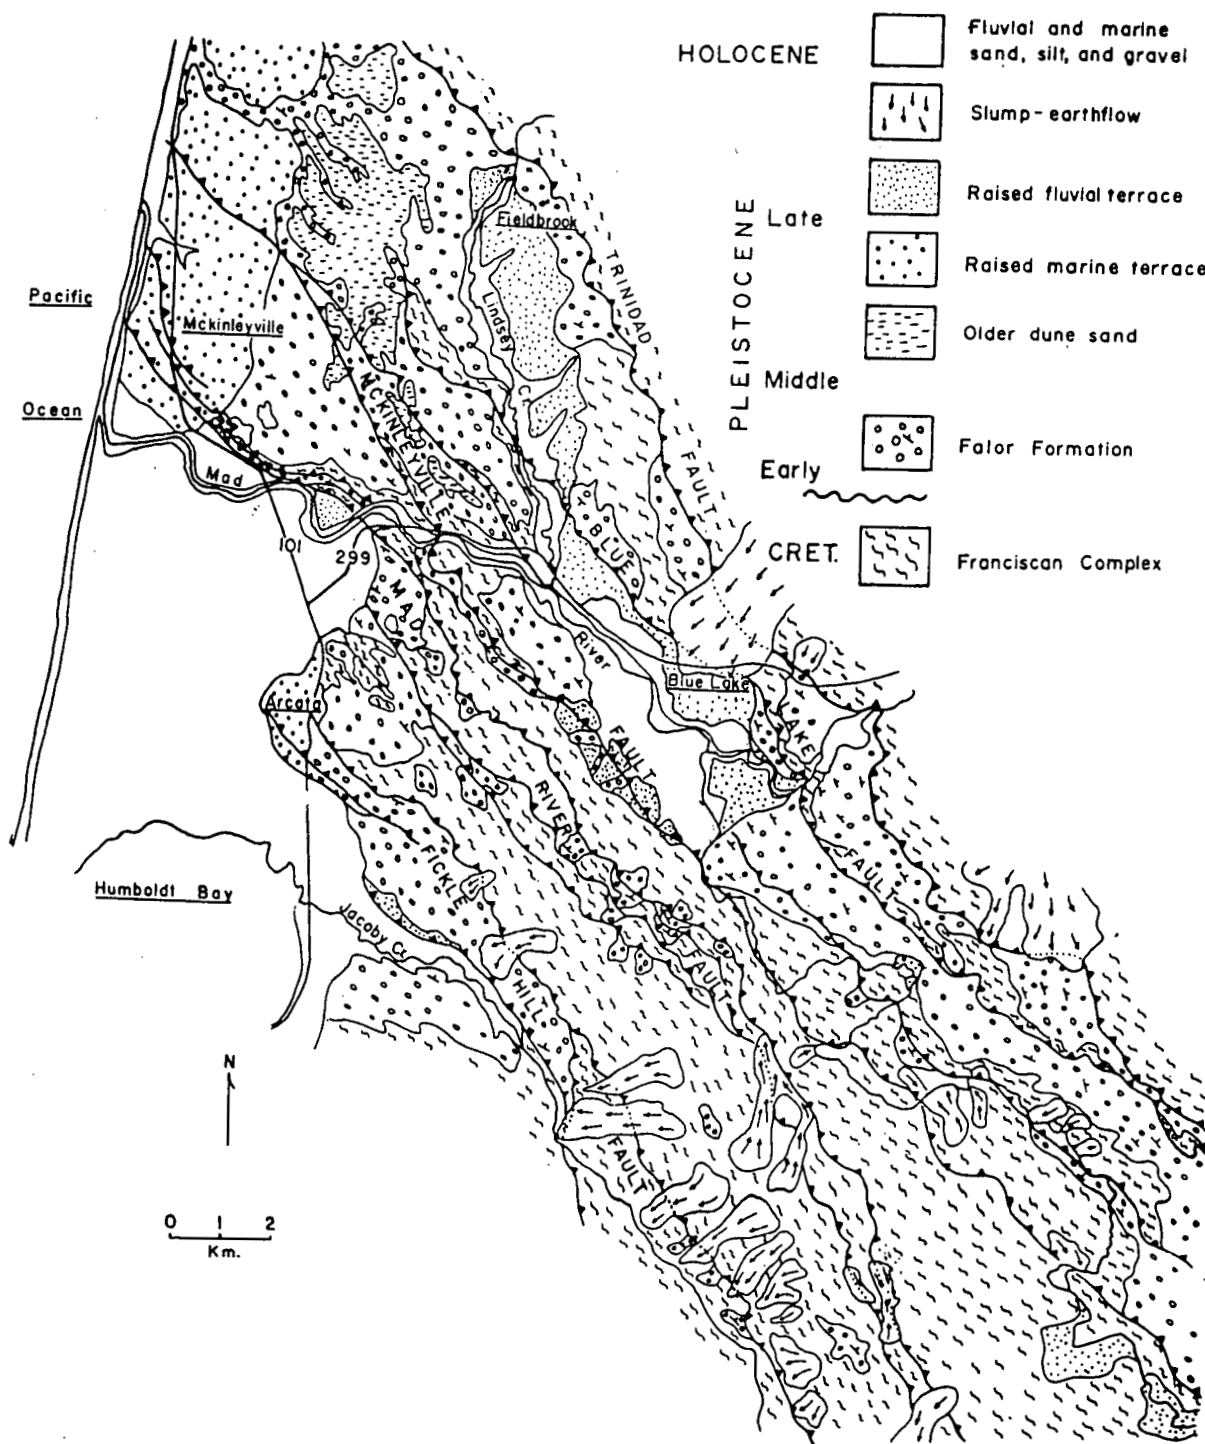 HOLOCENE
Fluvial and marine
sand, silt, and gravel
Slump-earthflow
PLEISTOCENE
Late
Raised fluvial terrace
Raised marine terrace
Older dune sand
Middle
Falor Formation
Early
CRET.
Franciscan Complex
Fieldbrook
TRINIDAD
FAULT
Pacific
Ocean
Mckinleyville
Lindsey
Cr.
MCKINLEYVILLE
FAULT
Mad
River
101
299
MAD
RIVER
FAULT
BLUE
LAKE
FAULT
Blue Lake
Arcata
FICKLE
HILL
FAULT
Humboldt Bay
Jacoby Cr.
N
0 1 2
Km.